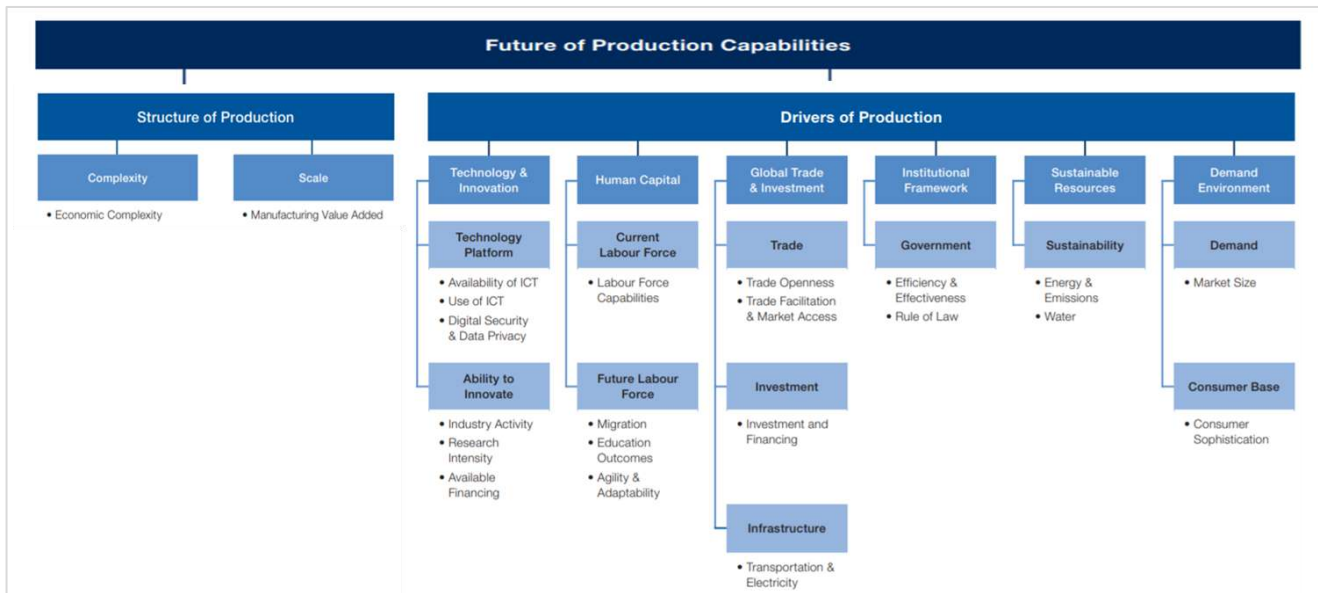 Future of Production Capabilities
Structure of Production
Drivers of Production
Complexity
Scale
Technology &
Innovation
Human Capital
Global Trade
& Investment
Institutional
Framework
Sustainable
Resources
Demand
Environment
• Economic Complexity
• Manufacturing Value Added
Technology
Platform
• Availability of ICT
• Use of ICT
• Digital Security
& Data Privacy
Ability to
Innovate
• Industry Activity
• Research
Intensity
• Available
Financing
Current
Labour Force
• Labour Force
Capabilities
Future Labour
Force
• Migration
• Education
Outcomes
• Agility &
Adaptability
Trade
• Trade Openness
• Trade Facilitation
& Market Access
Investment
• Investment and
Financing
Infrastructure
• Transportation &
Electricity
Government
• Efficiency &
Effectiveness
• Rule of Law
Sustainability
• Energy &
Emissions
• Water
Demand
• Market Size
Consumer Base
• Consumer
Sophistication